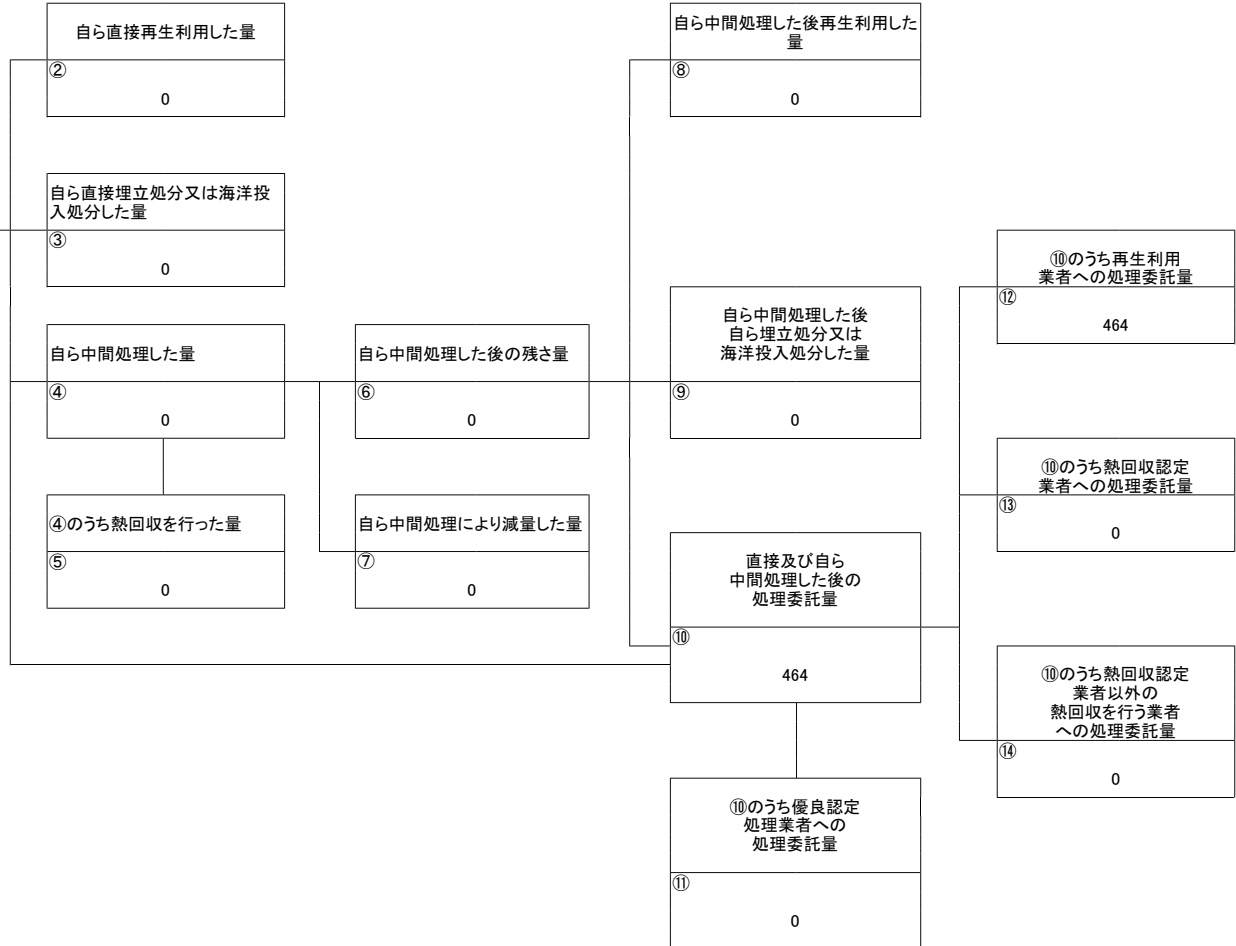 自ら直接再生利用した量
②
0
自ら中間処理した後再生利用した
量
⑧
0
自ら直接埋立処分又は海洋投
入処分した量
③
0
⑩のうち再生利用
業者への処理委託量
⑫
464
自ら中間処理した後
自ら埋立処分又は
海洋投入処分した量
⑨
0
自ら中間処理した量
④
0
自ら中間処理した後の残さ量
⑥
0
⑩のうち熱回収認定
業者への処理委託量
⑬
0
④のうち熱回収を行った量
⑤
0
自ら中間処理により減量した量
⑦
0
直接及び自ら
中間処理した後の
処理委託量
⑩
464
⑩のうち熱回収認定
業者以外の
熱回収を行う業者
への処理委託量
⑭
0
⑩のうち優良認定
処理業者への
処理委託量
⑪
0